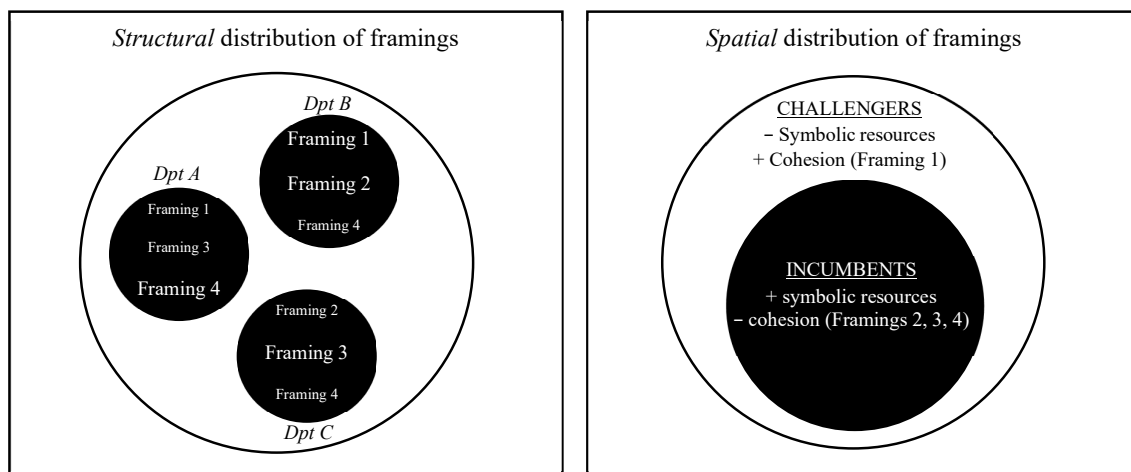 Structural distribution of framings
Dpt B
Framing 1
Framing 2
Framing 4
Dpt A
Framing 1
Framing 3
Framing 4
Framing 2
Framing 3
Framing 4
Dpt C
Spatial distribution of framings
CHALLENGERS
− Symbolic resources
+ Cohesion (Framing 1)
INCUMBENTS
+ symbolic resources
− cohesion (Framings 2, 3, 4)